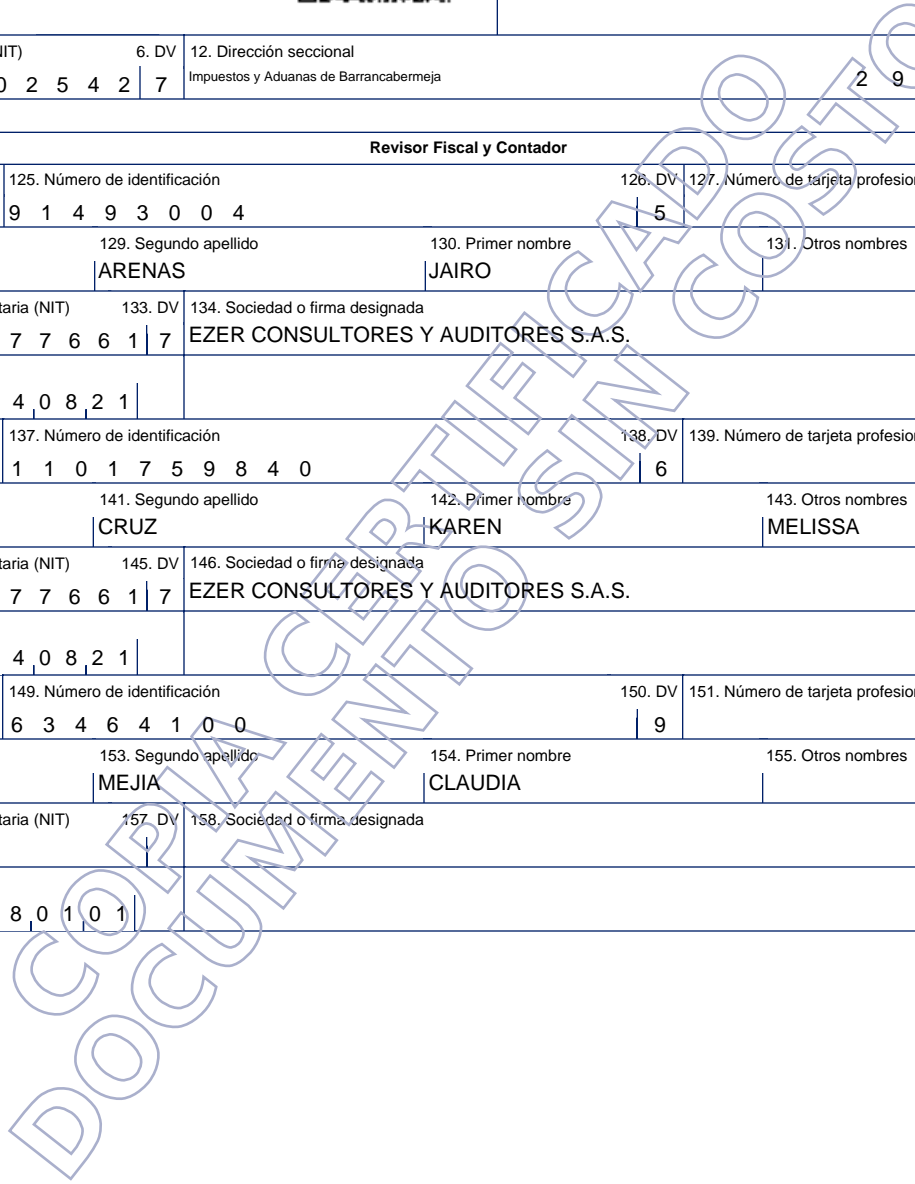 NIT) 6. DV 12. Dirección seccional
0 2 5 4 2 7 Impuestos y Aduanas de Barrancabermeja 2 9
Revisor Fiscal y Contador
125. Número de identificación 126. DV 127. Número de tarjeta profesion
9 1 4 9 3 0 0 4 5
129. Segundo apellido 130. Primer nombre 131. Otros nombres
ARENAS JAIRO
taria (NIT) 133. DV 134. Sociedad o firma designada
7 7 6 6 1 7 EZER CONSULTORES Y AUDITORES S.A.S.
4 0 8 2 1
137. Número de identificación 138. DV 139. Número de tarjeta profesion
1 1 0 1 7 5 9 8 4 0 6
141. Segundo apellido 142. Primer nombre 143. Otros nombres
CRUZ KAREN MELISSA
taria (NIT) 145. DV 146. Sociedad o firma designada
7 7 6 6 1 7 EZER CONSULTORES Y AUDITORES S.A.S.
4 0 8 2 1
149. Número de identificación 150. DV 151. Número de tarjeta profesion
6 3 4 6 4 1 0 0 9
153. Segundo apellido 154. Primer nombre 155. Otros nombres
MEJIA CLAUDIA
taria (NIT) 157. DV 158. Sociedad o firma designada
8 0 1 0 1
COPIA CERTIFICADO
DOCUMENTO SIN COSTO